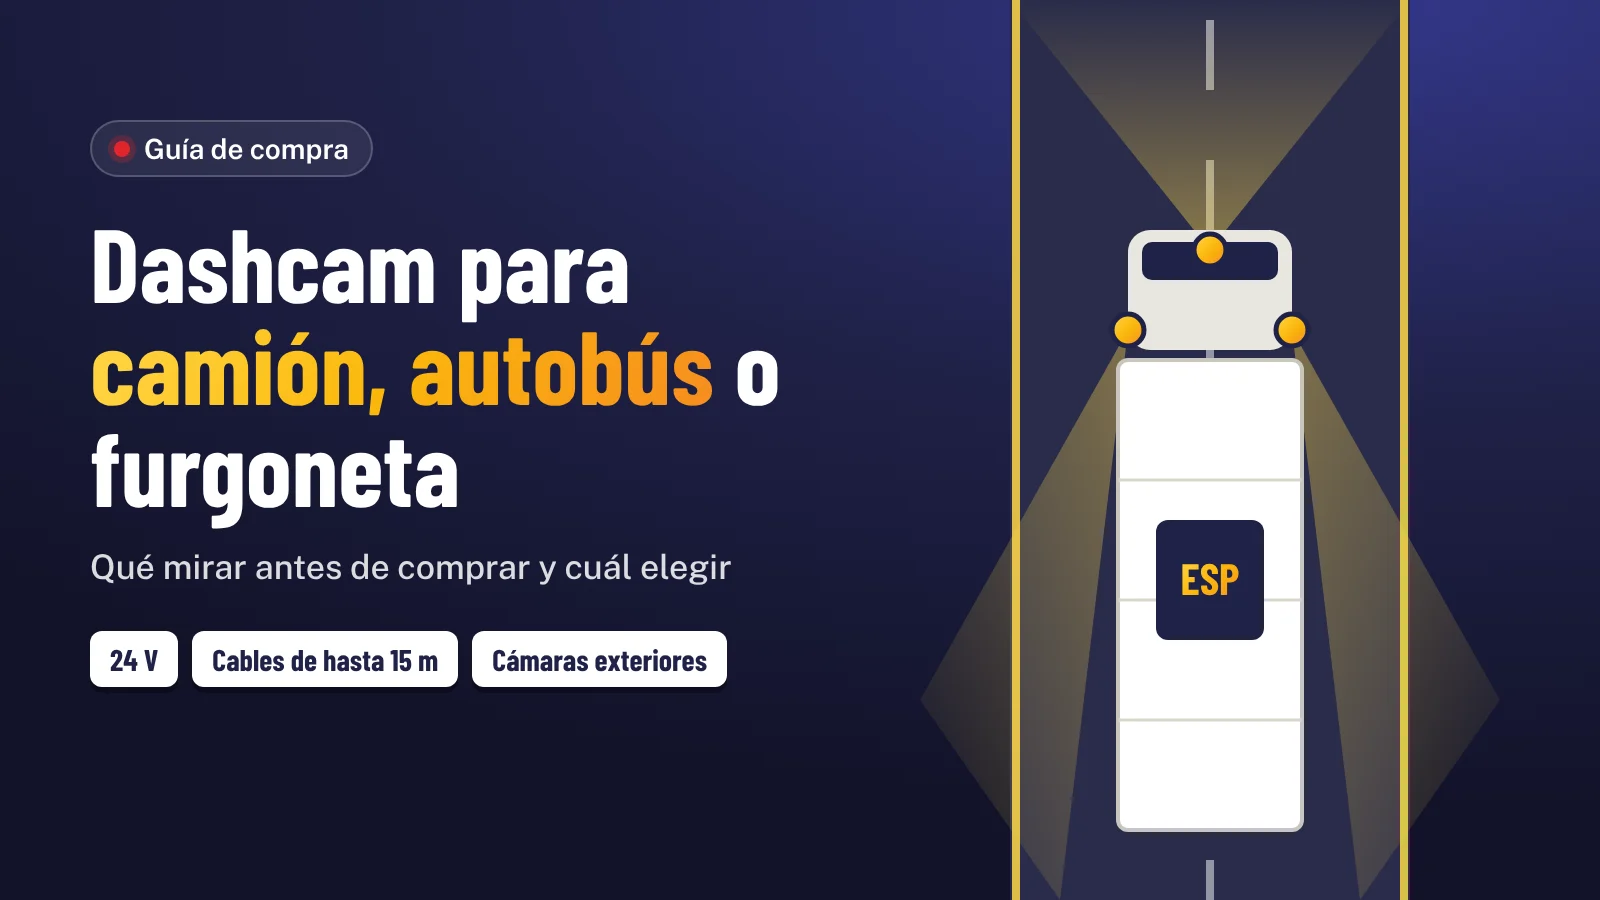 Guía de compra
Dashcam para
camión, autobús o
furgoneta
Qué mirar antes de comprar y cuál elegir
24 V
Cables de hasta 15 m
Cámaras exteriores
ESP